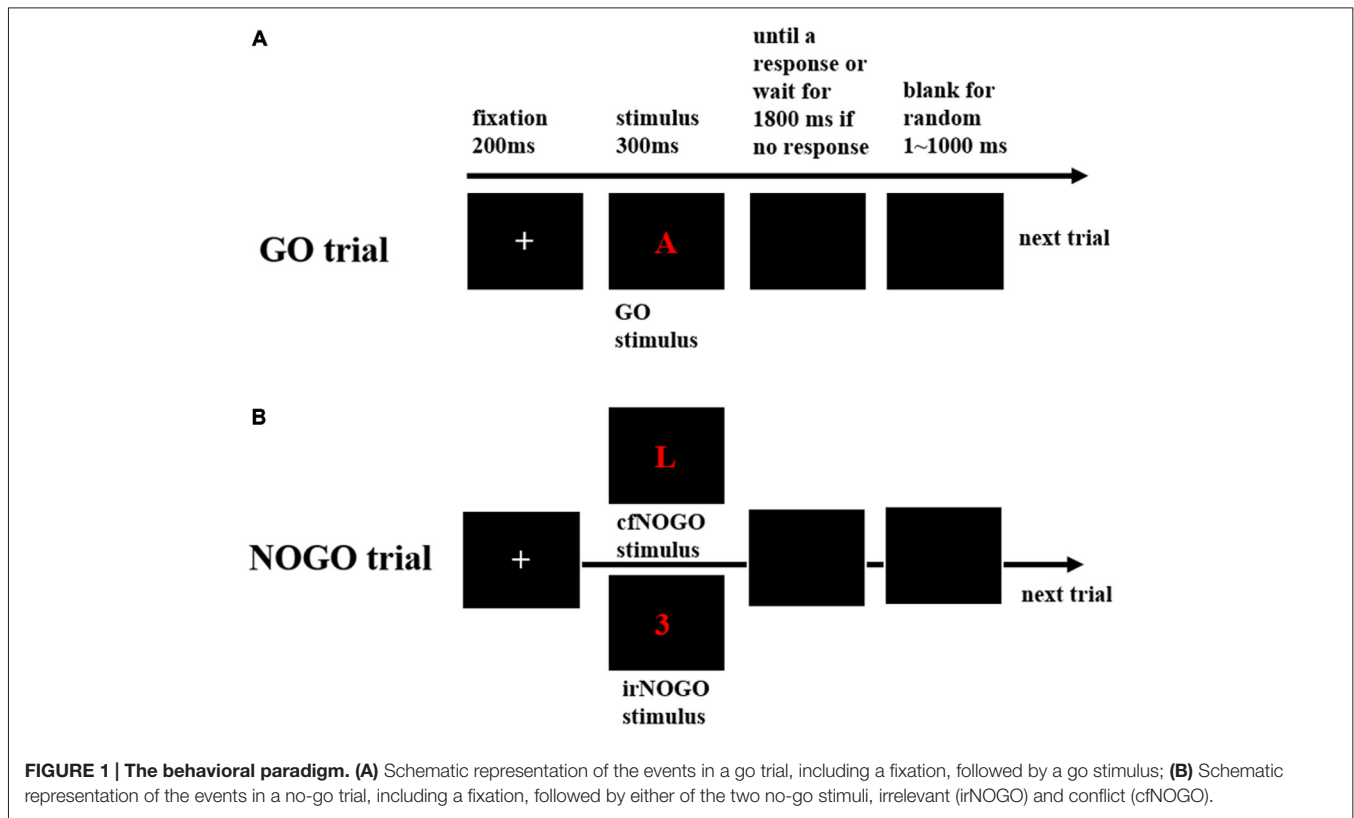 A
fixation
200ms
stimulus
300ms
until a
response or
wait for
1800 ms if
no response
blank for
random
1~1000 ms
GO trial
+
A
next trial
GO
stimulus
B
L
cfNOGO
stimulus
NOGO trial
+
next trial
3
irNOGO
stimulus
FIGURE 1 | The behavioral paradigm. (A) Schematic representation of the events in a go trial, including a fixation, followed by a go stimulus; (B) Schematic
representation of the events in a no-go trial, including a fixation, followed by either of the two no-go stimuli, irrelevant (irNOGO) and conflict (cfNOGO).